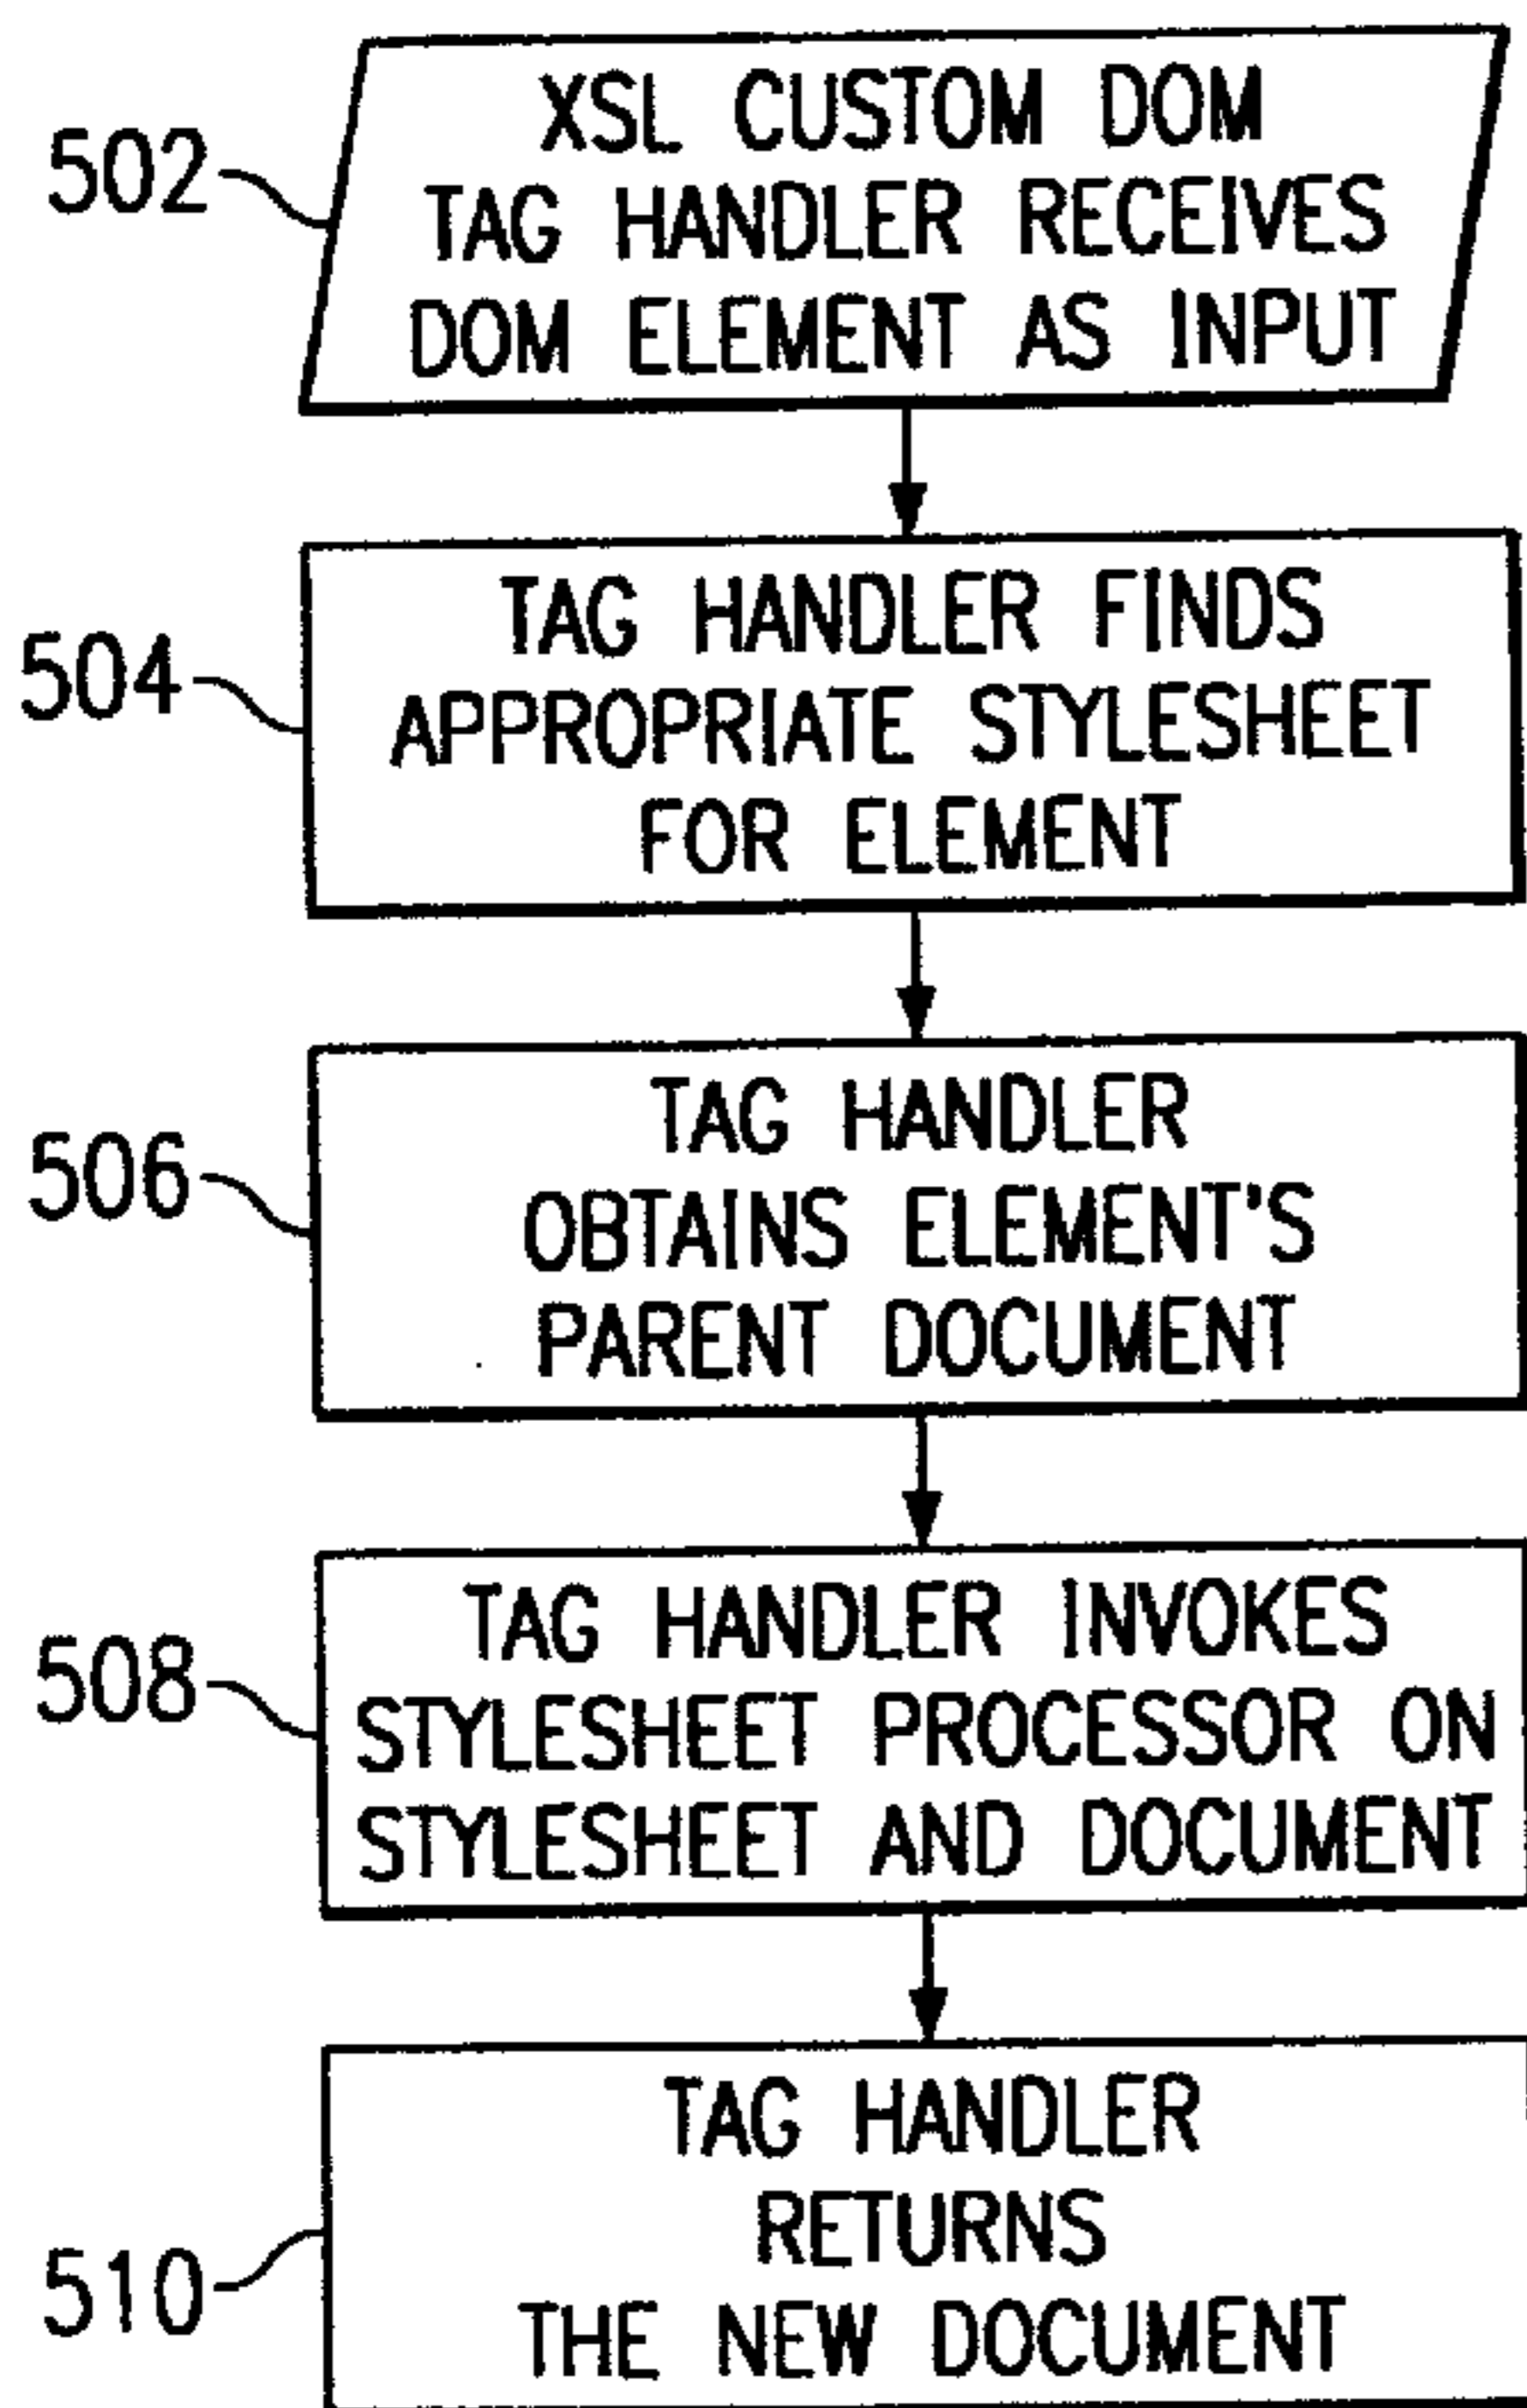 502
XSL CUSTOM DOM
TAG HANDLER RECEIVES
DOM ELEMENT AS INPUT
504
TAG HANDLER FINDS
APPROPRIATE STYLESHEET
FOR ELEMENT
506
TAG HANDLER
OBTAINS ELEMENT'S
PARENT DOCUMENT
508
TAG HANDLER INVOKES
STYLESHEET PROCESSOR ON
STYLESHEET AND DOCUMENT
510
TAG HANDLER
RETURNS
THE NEW DOCUMENT